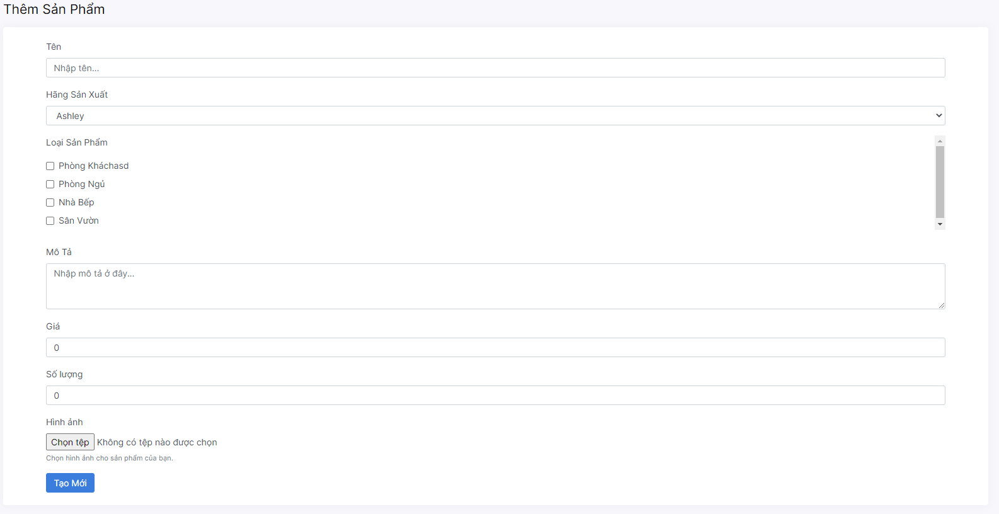 Thêm Sản Phẩm
Tên
Nhập tên...
Hãng Sản Xuất
Ashley
Loại Sản Phẩm
Phòng Kháchasd
Phòng Ngủ
Nhà Bếp
Sân Vườn
Mô Tả
Nhập mô tả ở đây...
Giá
0
Số lượng
0
Hình ảnh
Chọn tệp Không có tệp nào được chọn
Chọn hình ảnh cho sản phẩm của bạn.
Tạo Mới